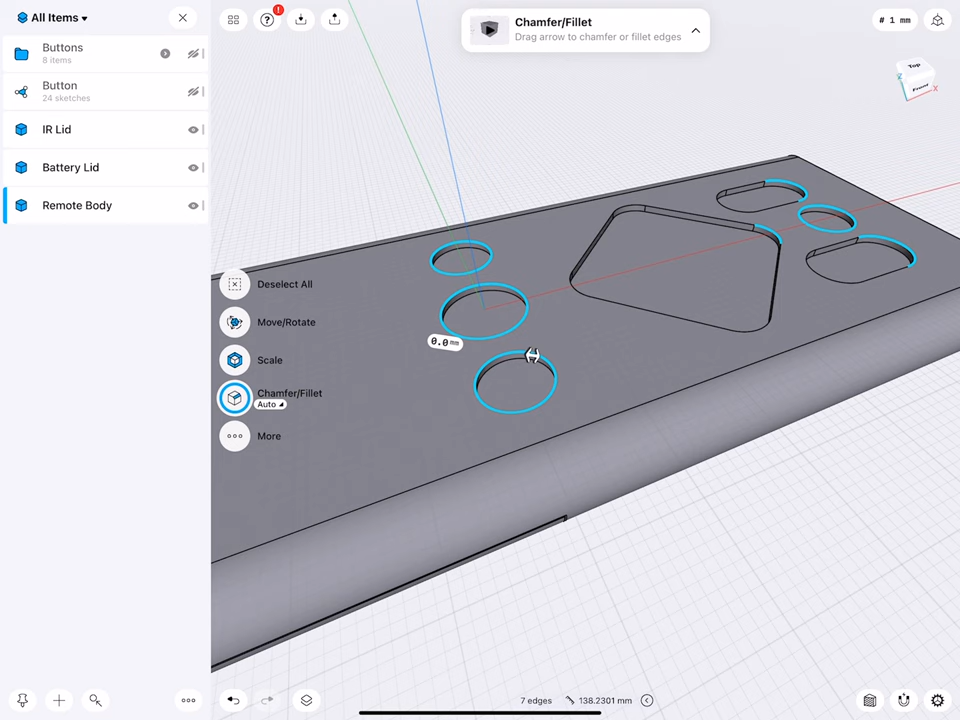 All Items
Chamfer/Fillet
Drag arrow to chamfer or fillet edges
# 1 mm
Buttons
8 items
Button
24 sketches
IR Lid
Battery Lid
Remote Body
Top
Front
Z
X
Deselect All
Move/Rotate
0.0 mm
Scale
Chamfer/Fillet
Auto
More
7 edges
138.2301 mm